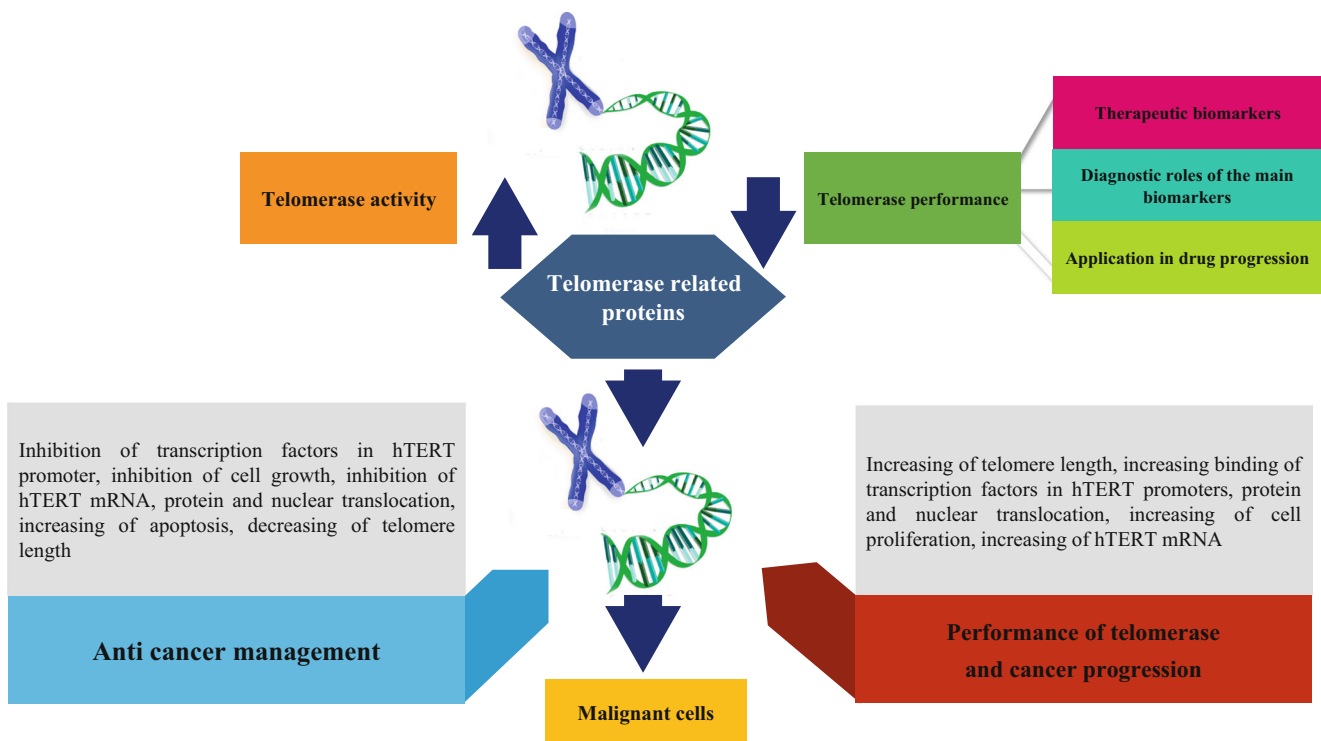 Therapeutic biomarkers
Telomerase activity
Telomerase performance
Diagnostic roles of the main
biomarkers
Application in drug progression
Telomerase related
proteins
Inhibition of transcription factors in hTERT
promoter, inhibition of cell growth, inhibition of
hTERT mRNA, protein and nuclear translocation,
increasing of apoptosis, decreasing of telomere
length
Increasing of telomere length, increasing binding of
transcription factors in hTERT promoters, protein
and nuclear translocation, increasing of cell
proliferation, increasing of hTERT mRNA
Anti cancer management
Performance of telomerase
and cancer progression
Malignant cells